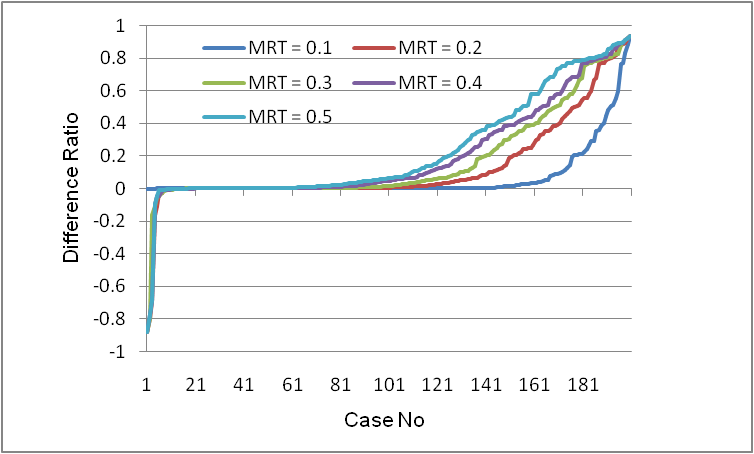 1
0.8
0.6
0.4
0.2
0
-0.2
-0.4
-0.6
-0.8
-1
Difference Ratio
MRT = 0.1
MRT = 0.2
MRT = 0.3
MRT = 0.4
MRT = 0.5
1 21 41 61 81 101 121 141 161 181
Case No